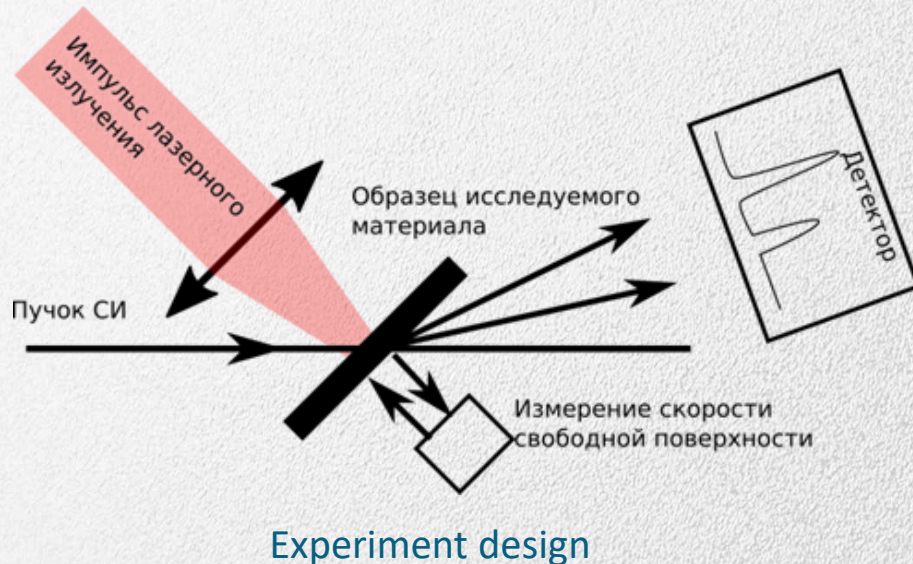 Импульс лазерного
излучения
Образец исследуемого
материала
Детектор
Пучок СИ
Измерение скорости
свободной поверхности
Experiment design